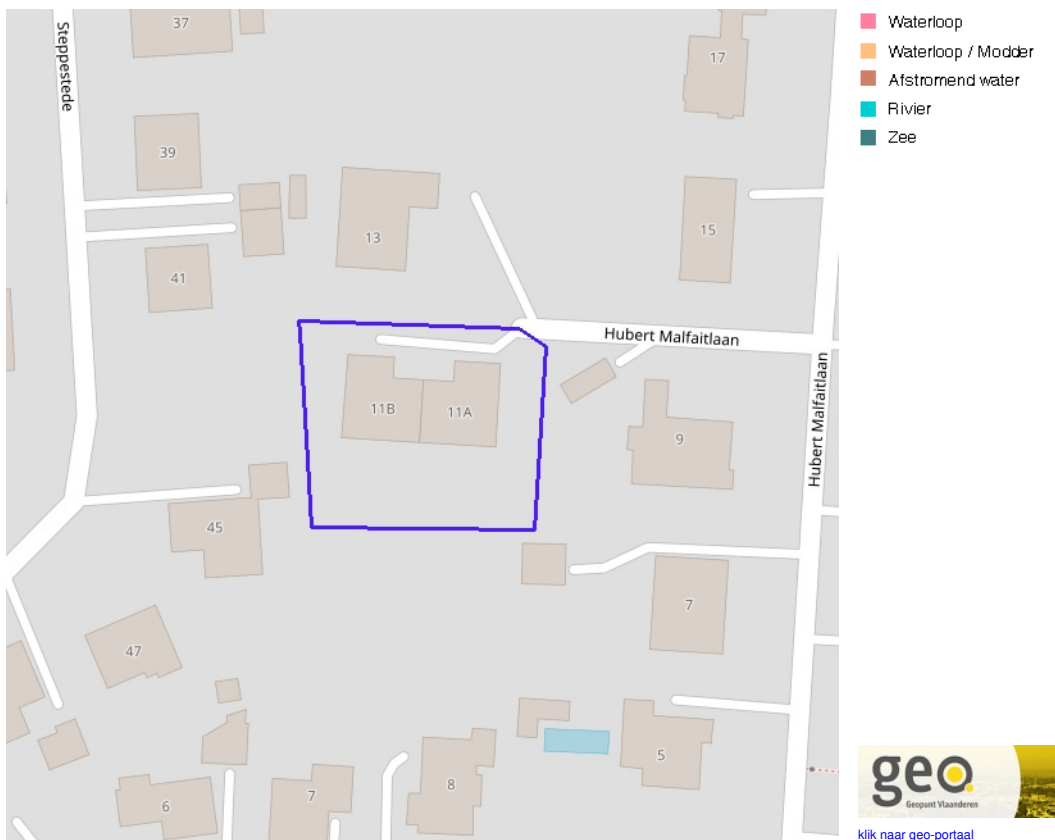 37
Steppestede
17
39
13
15
41
Hubert Malfaitlaan
11B
11A
9
Hubert Malfaitlaan
45
7
47
5
8
7
6
Waterloop
Waterloop / Modder
Afstromend water
Rivier
Zee
geo
Geopunt Vlaanderen
klik naar geo-portaal